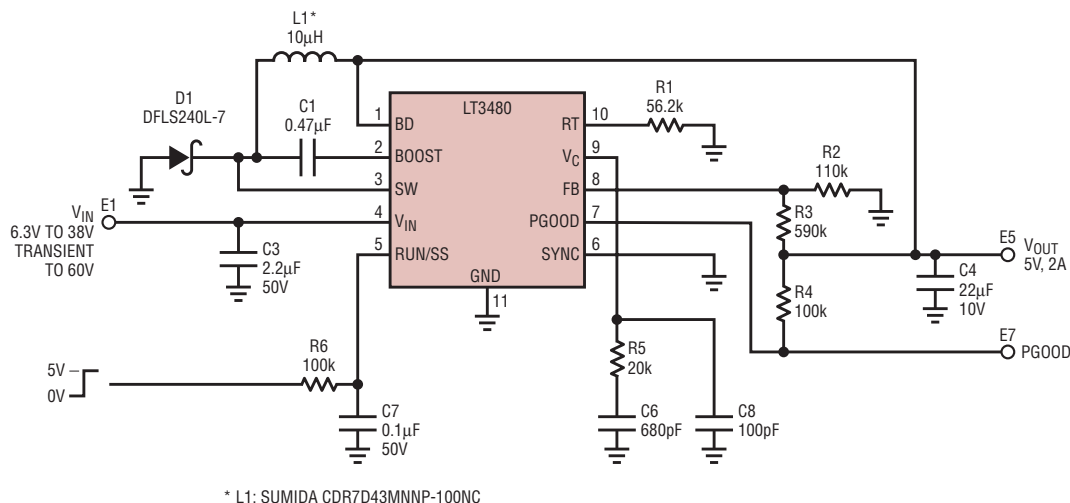 L1*
10µH
D1
DFLS240L-7
C1
0.47µF
LT3480
1
BD
2
BOOST
3
SW
4
VIN
5
RUN/SS
GND
11
10
RT
9
VC
8
FB
7
PGOOD
6
SYNC
R1
56.2k
R2
110k
R3
590k
R4
100k
VIN
E1
6.3V TO 38V
TRANSIENT
TO 60V
C3
2.2µF
50V
E5
VOUT
5V, 2A
C4
22µF
10V
E7
PGOOD
R5
20k
C6
680pF
C8
100pF
5V
0V
R6
100k
C7
0.1µF
50V
* L1: SUMIDA CDR7D43MNNP-100NC